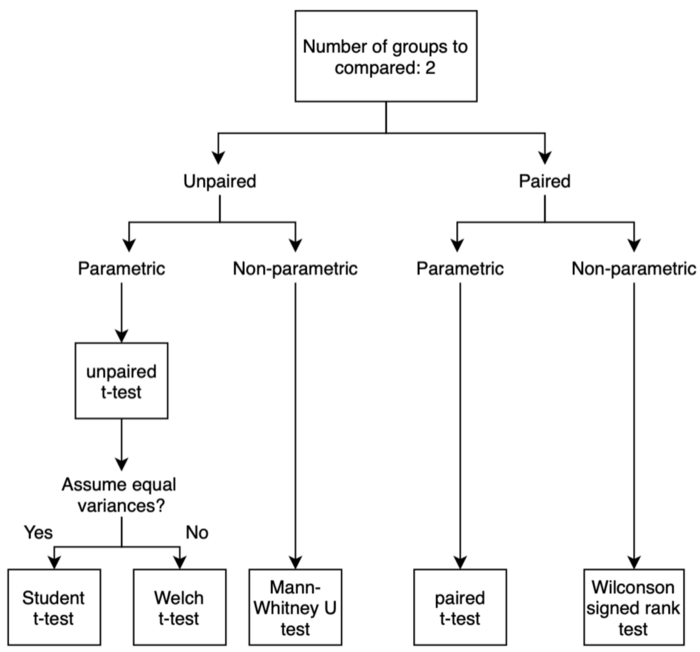 Number of groups to
compared: 2
Unpaired
Paired
Parametric
Non-parametric
Parametric
Non-parametric
unpaired
t-test
Assume equal
variances?
Yes
No
Student
t-test
Welch
t-test
Mann-
Whitney U
test
paired
t-test
Wilconson
signed rank
test